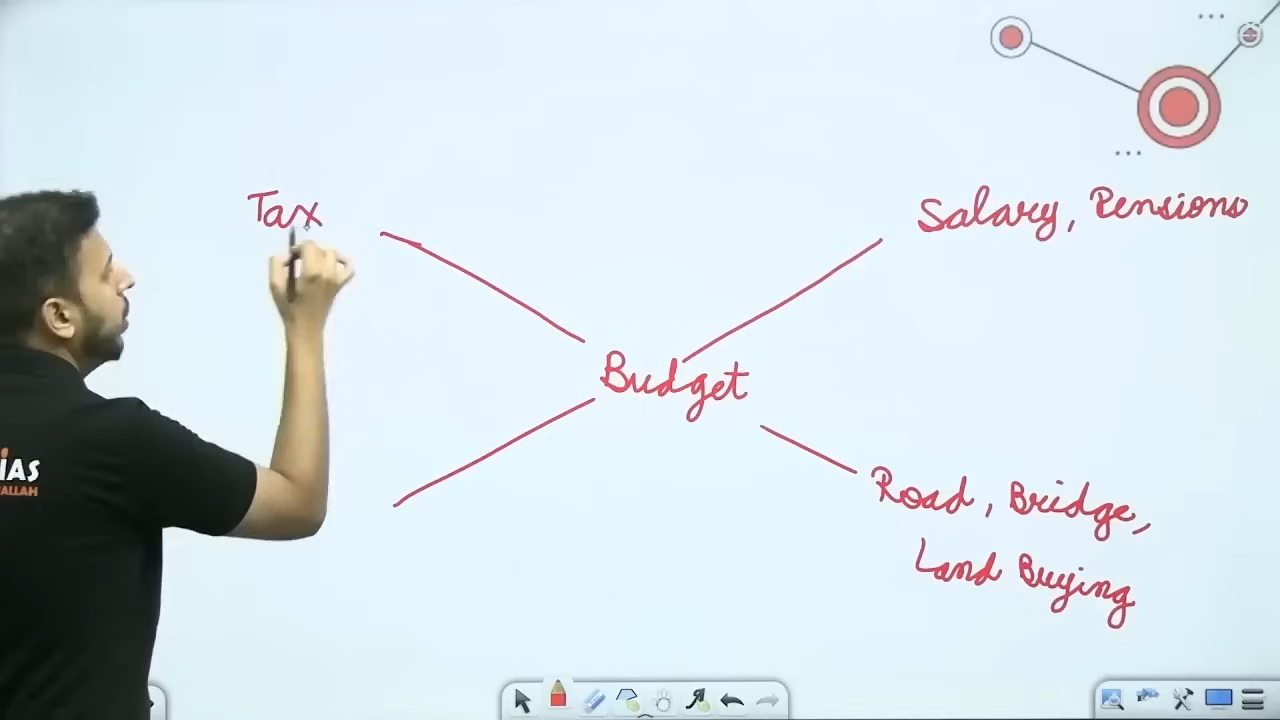 Tax
Salary, Pensions
Budget
Road, Bridge,
Land Buying
IAS